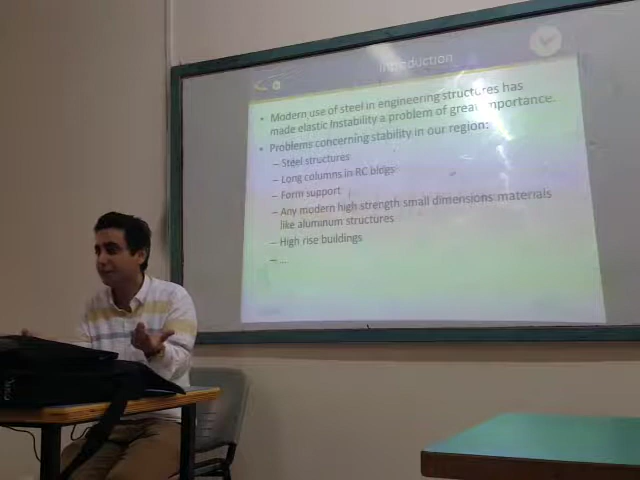 Introduction
• Modern use of steel in engineering structures has
made elastic Instability a problem of great importance.
• Problems concerning stability in our region:
– Steel structures
– Long columns in RC bldgs
– Form support
– Any modern high strength small dimensions materials
like aluminum structures
– High rise buildings
– ...